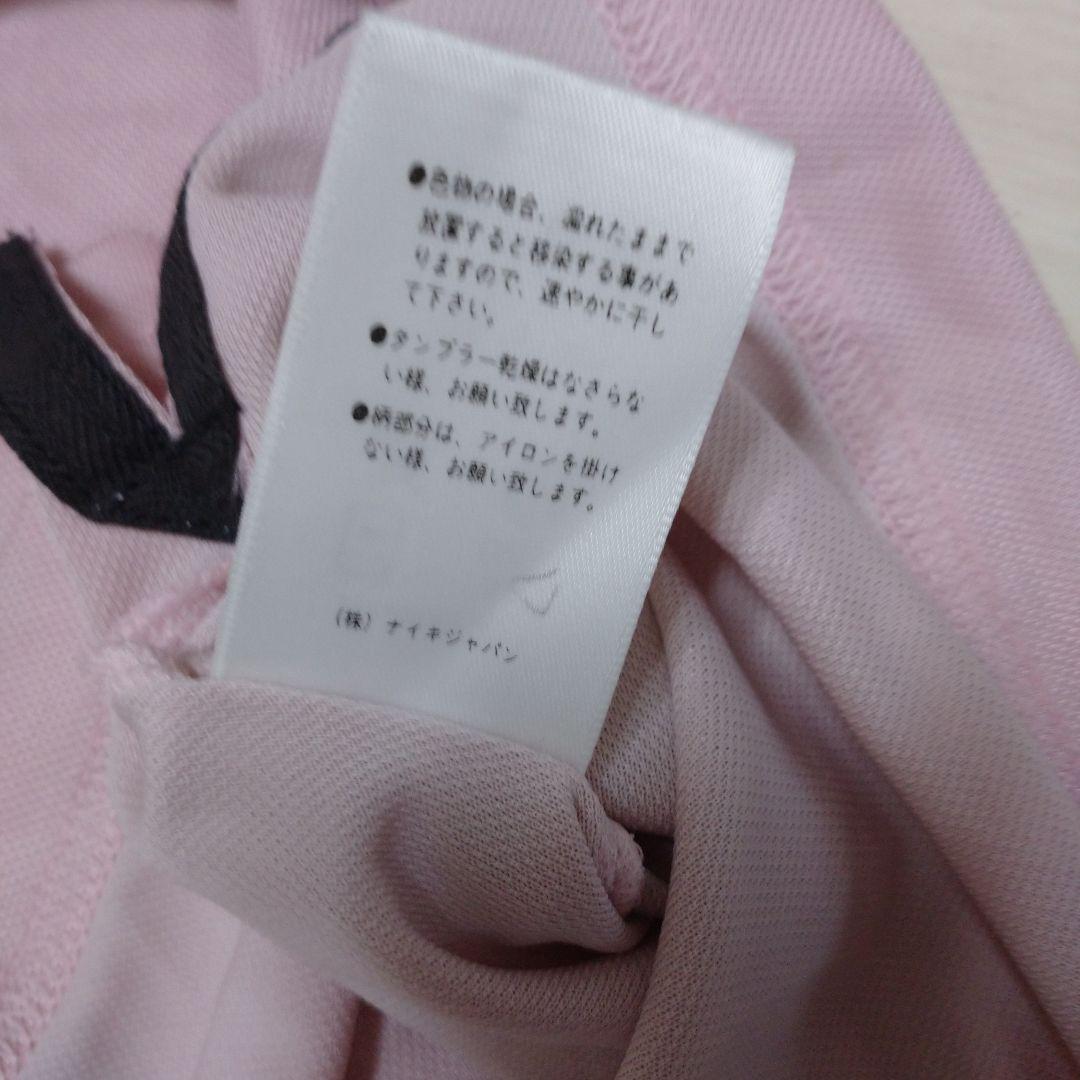 ●色物の場合、濡れたままで
放置すると移染する事があ
りますので、速やかに干し
て下さい。
●タンブラー乾燥はなさらな
い様、お願い致します。
●柄部分は、アイロンを掛け
ない様、お願い致します。
(株)ナイキジャパン